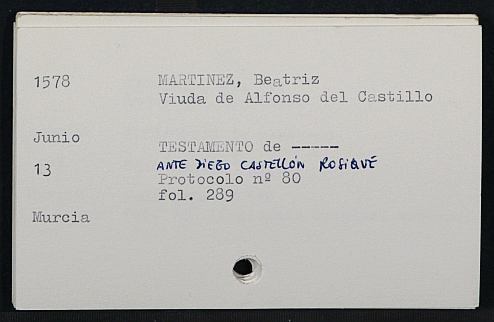 1578 MARTINEZ, Beatriz
Viuda de Alfonso del Castillo
Junio TESTAMENTO de -----
13 ANTE DIEGO CASTELLÓN ROSIQUE
Protocolo nº 80
fol. 289
Murcia